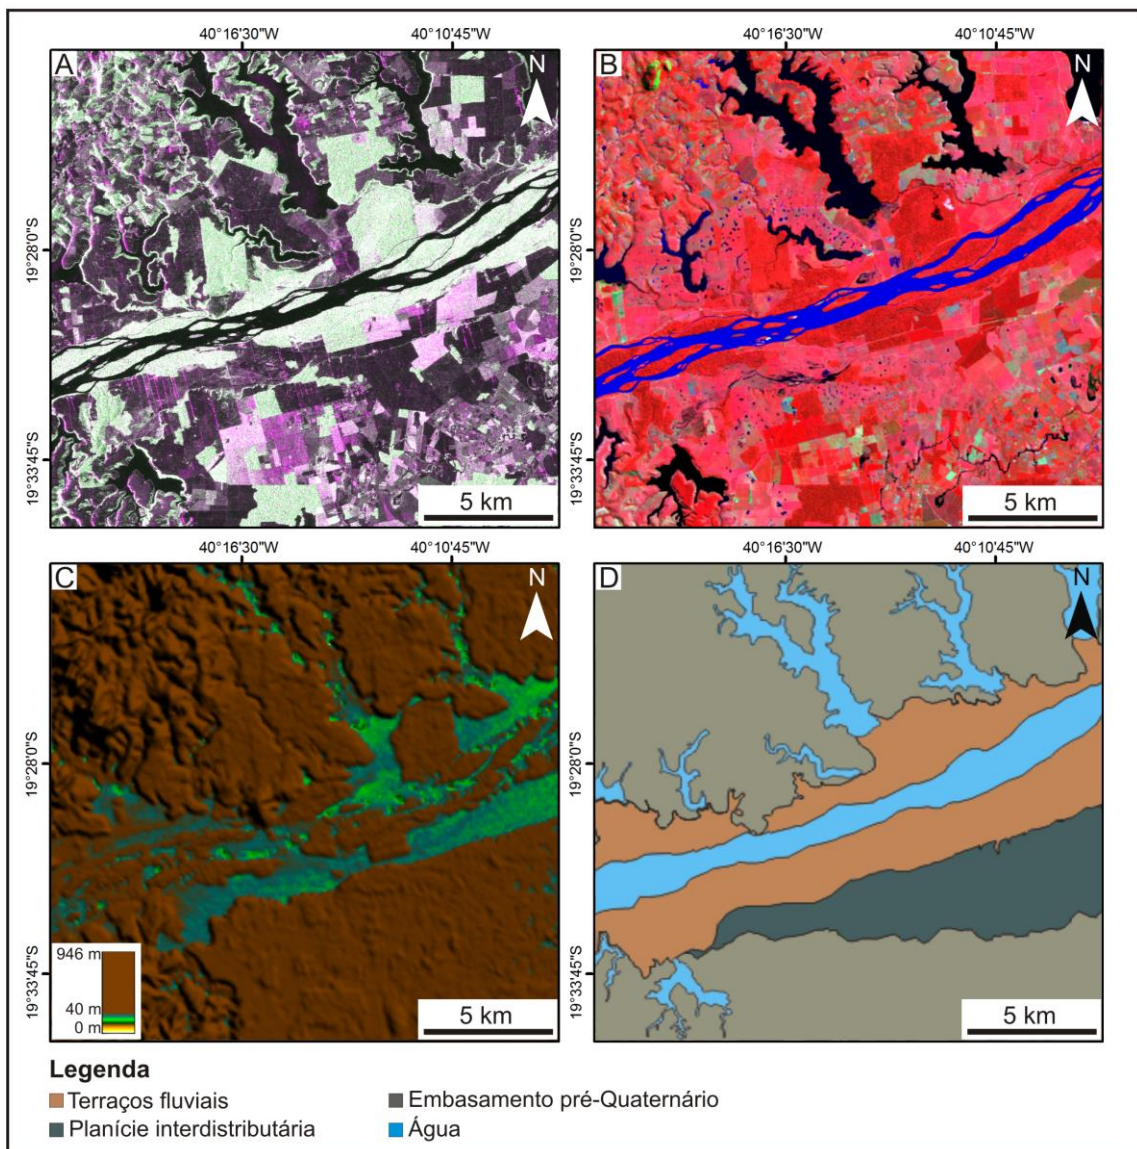 40°16'30"W 40°10'45"W
40°16'30"W 40°10'45"W
A
N
B
N
19°28'0"S
19°28'0"S
19°33'45"S
19°33'45"S
5 km
5 km
40°16'30"W 40°10'45"W
40°16'30"W 40°10'45"W
C
N
D
N
19°28'0"S
19°28'0"S
19°33'45"S
19°33'45"S
946 m
40 m
0 m
5 km
5 km
Legenda
Terraços fluviais
Embasamento pré-Quaternário
Planície interdistributária
Água